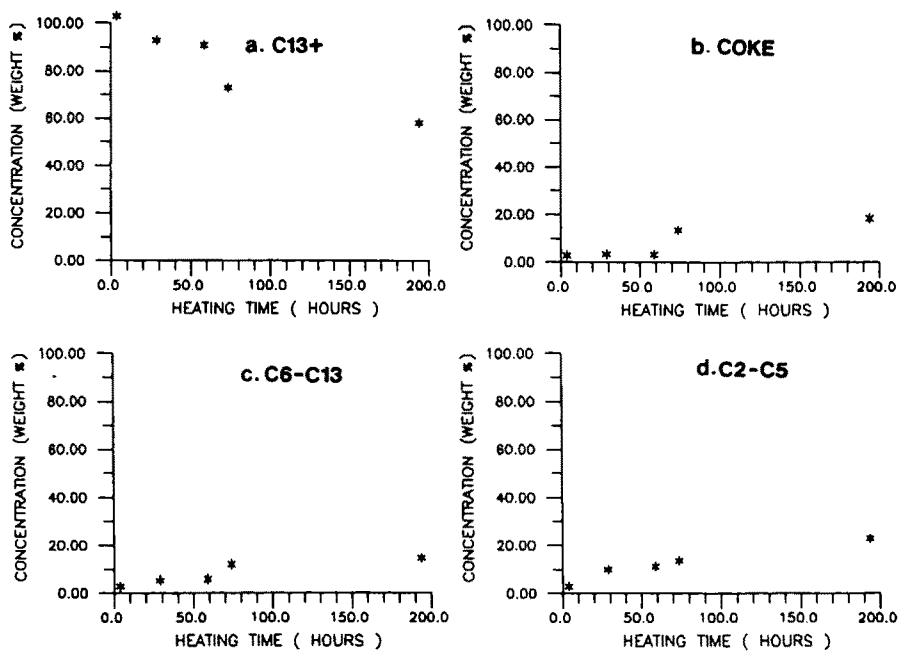 a. C13+
CONCENTRATION (WEIGHT %)
100.00
80.00
60.00
40.00
20.00
0.00
0.0 50.0 100.0 150.0 200.0
HEATING TIME ( HOURS )
b. COKE
CONCENTRATION (WEIGHT %)
100.00
80.00
60.00
40.00
20.00
0.00
0.0 50.0 100.0 150.0 200.0
HEATING TIME ( HOURS )
c. C6-C13
CONCENTRATION (WEIGHT %)
100.00
80.00
60.00
40.00
20.00
0.00
0.0 50.0 100.0 150.0 200.0
HEATING TIME ( HOURS )
d. C2-C5
CONCENTRATION (WEIGHT %)
100.00
80.00
60.00
40.00
20.00
0.00
0.0 50.0 100.0 150.0 200.0
HEATING TIME ( HOURS )